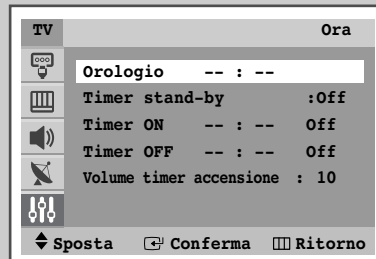 TV Ora
Orologio -- : --
Timer stand-by :Off
Timer ON -- : -- Off
Timer OFF -- : -- Off
Volume timer accensione : 10
Sposta Conferma Ritorno